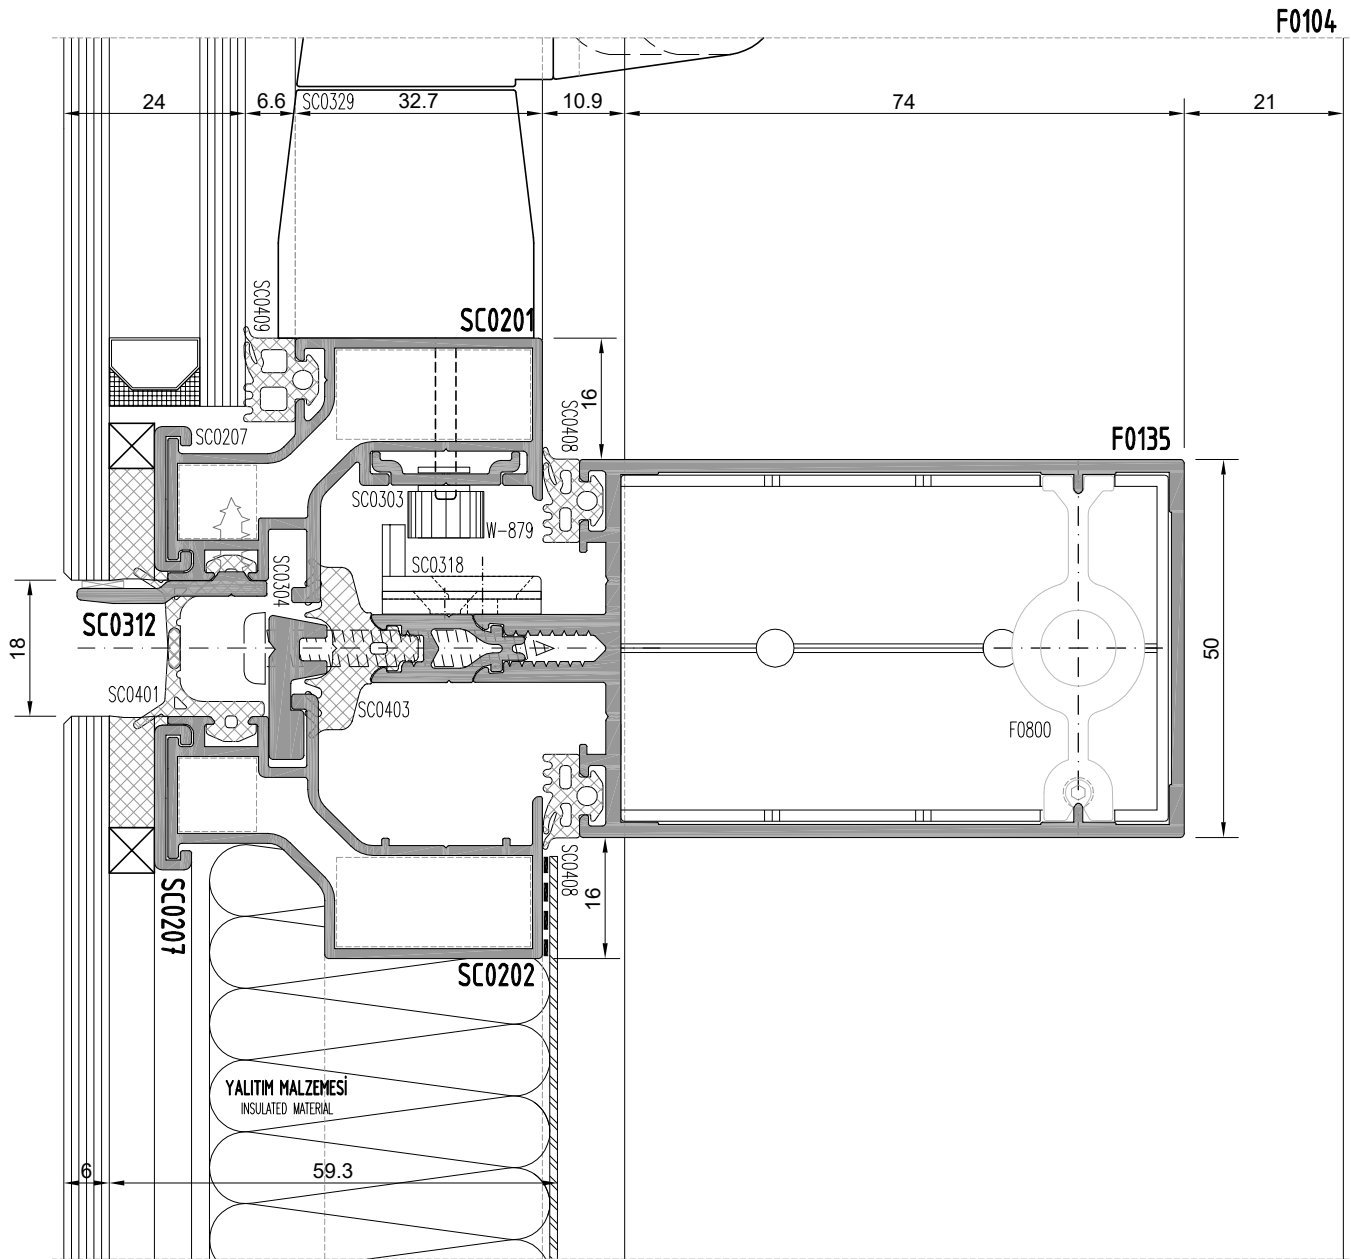 F0104
24
6.6
SC0329
32.7
10.9
74
21
SC0409
SC0201
16
SC0408
F0135
SC0207
SC0303
W-879
SC0318
SC0304
SC0312
18
50
SC0401
SC0403
F0800
SC0408
16
SC0207
SC0202
YALITIM MALZEMESİ
INSULATED MATERIAL
6
59.3